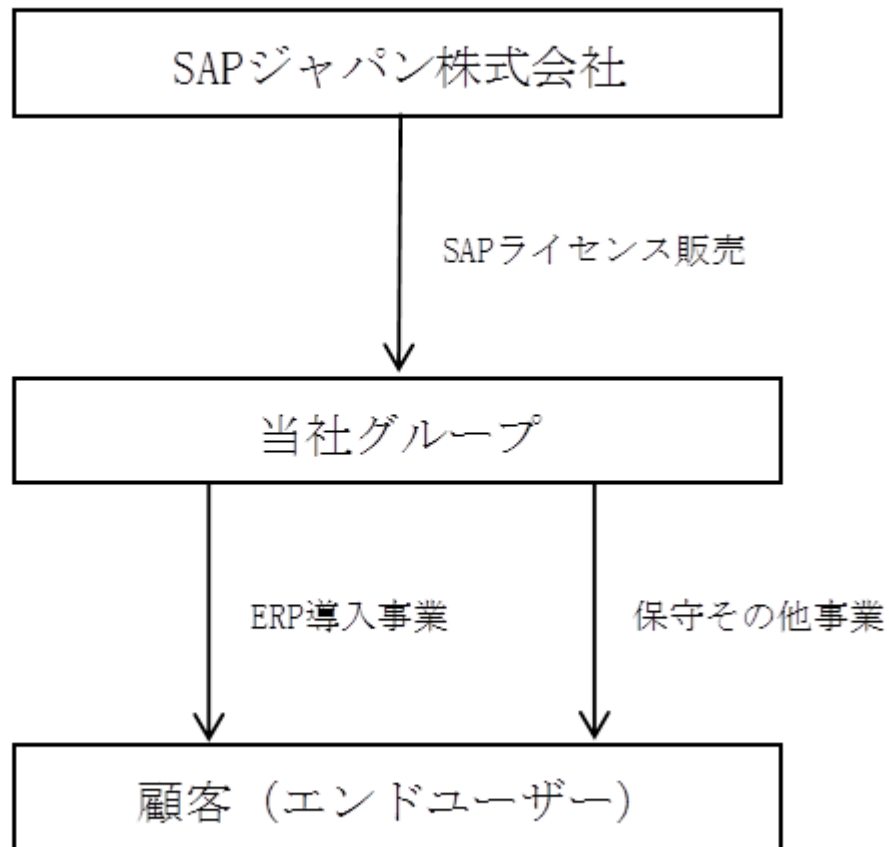 SAPジャパン株式会社
SAPライセンス販売
当社グループ
ERP導入事業
保守その他事業
顧客（エンドユーザー）